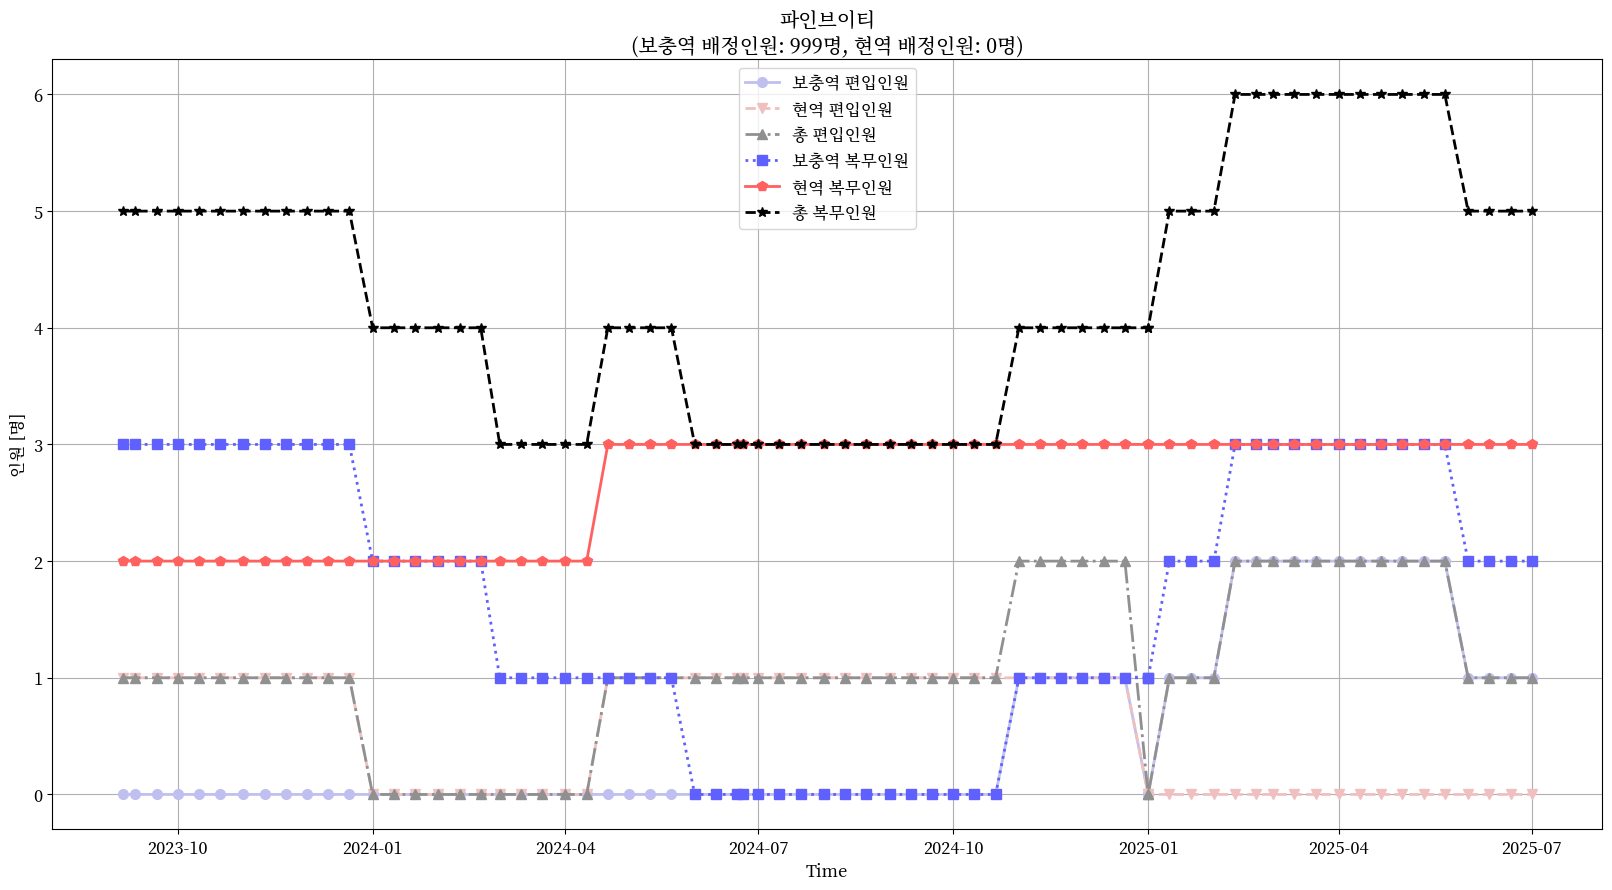 파인브이티
(보충역 배정인원: 999명, 현역 배정인원: 0명)
보충역 편입인원
현역 편입인원
총 편입인원
보충역 복무인원
현역 복무인원
총 복무인원
인원 [명]
6
5
4
3
2
1
0
2023-10
2024-01
2024-04
2024-07
2024-10
2025-01
2025-04
2025-07
Time